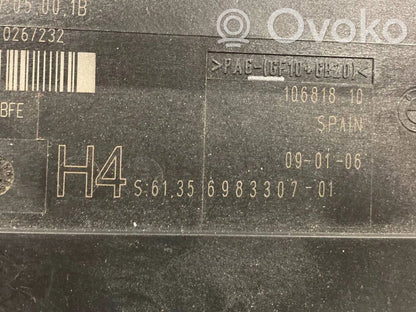 Ovoko
.05.00.1B
0267232
>PA6-(GF10+GB20)<
106818 10
BFE
SPAIN
09-01-06
H4 S:61.35 6983307-01